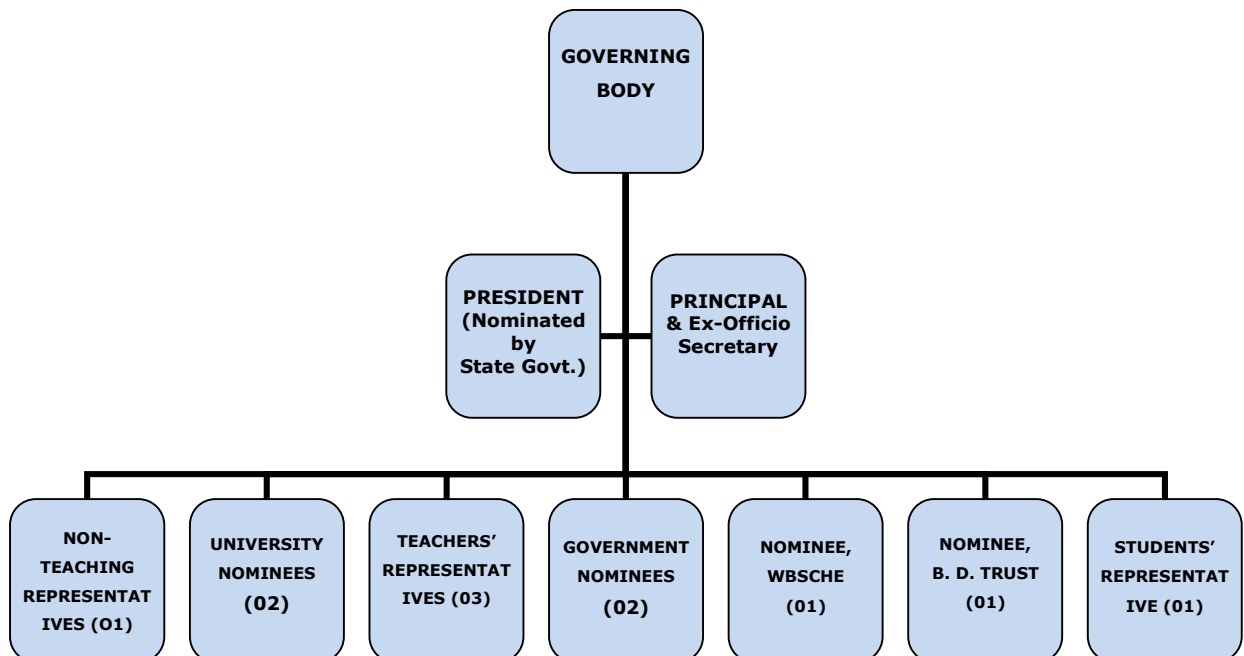 GOVERNING
BODY
PRESIDENT
(Nominated
by
State Govt.)
PRINCIPAL
& Ex-Officio
Secretary
NON-
TEACHING
REPRESENTAT
IVES (O1)
UNIVERSITY
NOMINEES
(02)
TEACHERS’
REPRESENTAT
IVES (03)
GOVERNMENT
NOMINEES
(02)
NOMINEE,
WBSCHE
(01)
NOMINEE,
B. D. TRUST
(01)
STUDENTS’
REPRESENTAT
IVE (01)